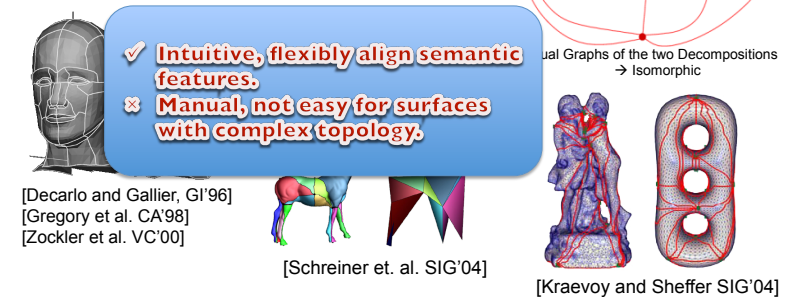 ✓ Intuitive, flexibly align semantic
features.
× Manual, not easy for surfaces
with complex topology.
Graphs of the two Decompositions
→ Isomorphic
[Decarlo and Gallier, GI'96]
[Gregory et al. CA'98]
[Zockler et al. VC'00]
[Schreiner et. al. SIG'04]
[Kraevoy and Sheffer SIG'04]